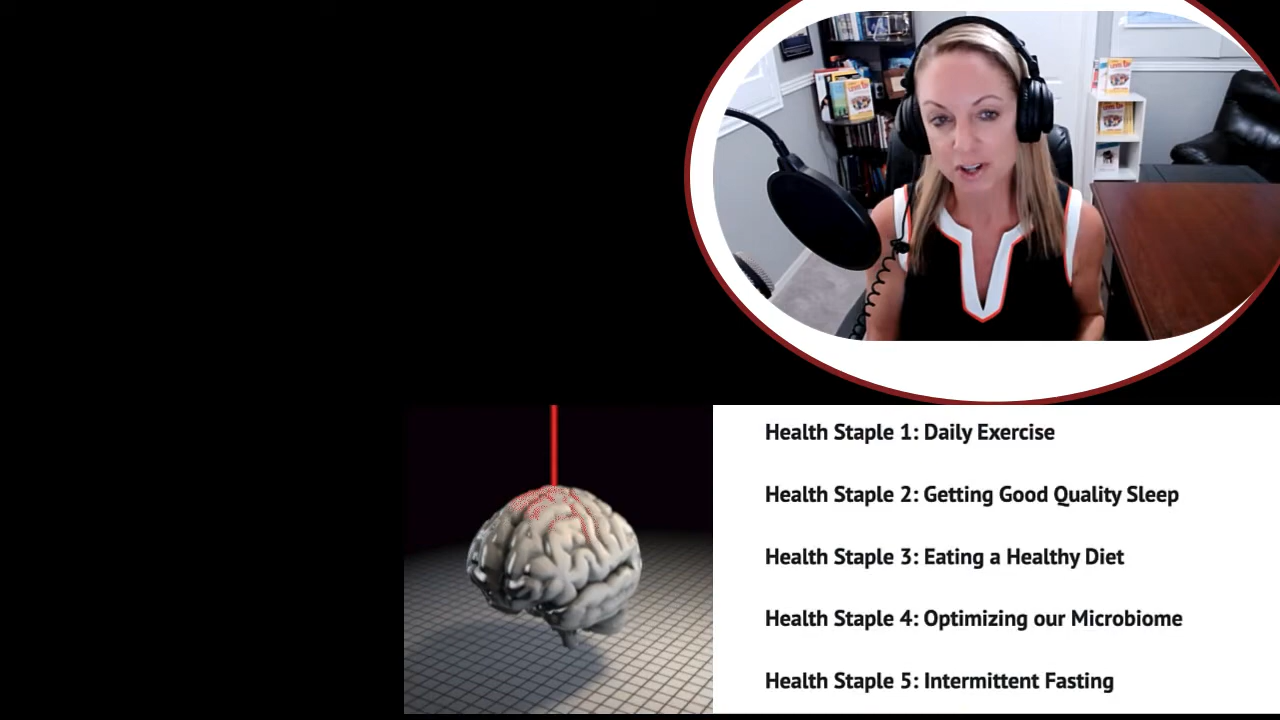 Health Staple 1: Daily Exercise
Health Staple 2: Getting Good Quality Sleep
Health Staple 3: Eating a Healthy Diet
Health Staple 4: Optimizing our Microbiome
Health Staple 5: Intermittent Fasting